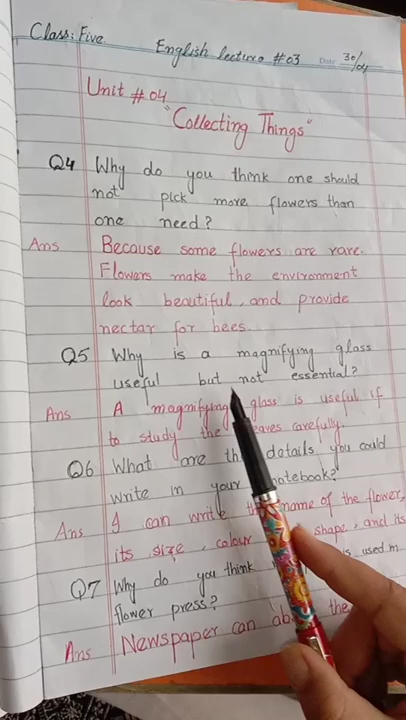 Class: Five.
English lecture #03 Date 30/04
Unit # 04
"Collecting Things"
Q4 Why do you think one should
not pick more flowers than
one need?
Ans Because some flowers are rare.
Flowers make the environment
look beautiful, and provide
nectar for bees.
Q5 Why is a magnifying glass
useful but not essential?
Ans A magnifying glass is useful if
to study the leaves carefully.
Q6 What are the details you could
write in your notebook?
Ans I can write the name of the flower,
its size, colour shape, and its
Q7 Why do you think is used in
flower press?
Ans Newspaper can the